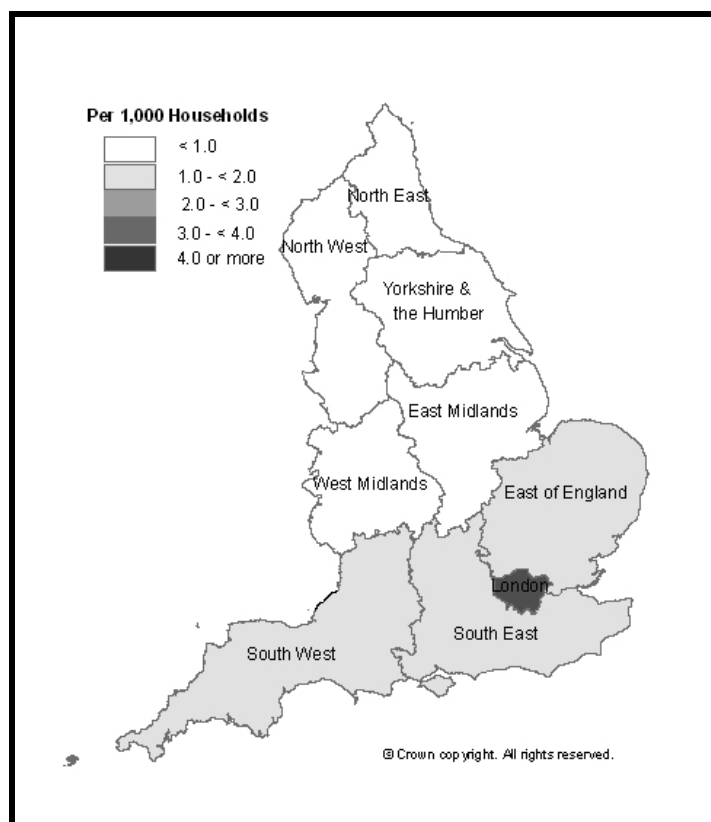 Per 1,000 Households
< 1.0
1.0 - < 2.0
2.0 - < 3.0
3.0 - < 4.0
4.0 or more
North East
North West
Yorkshire &
the Humber
East Midlands
West Midlands
East of England
London
South East
South West
© Crown copyright. All rights reserved.